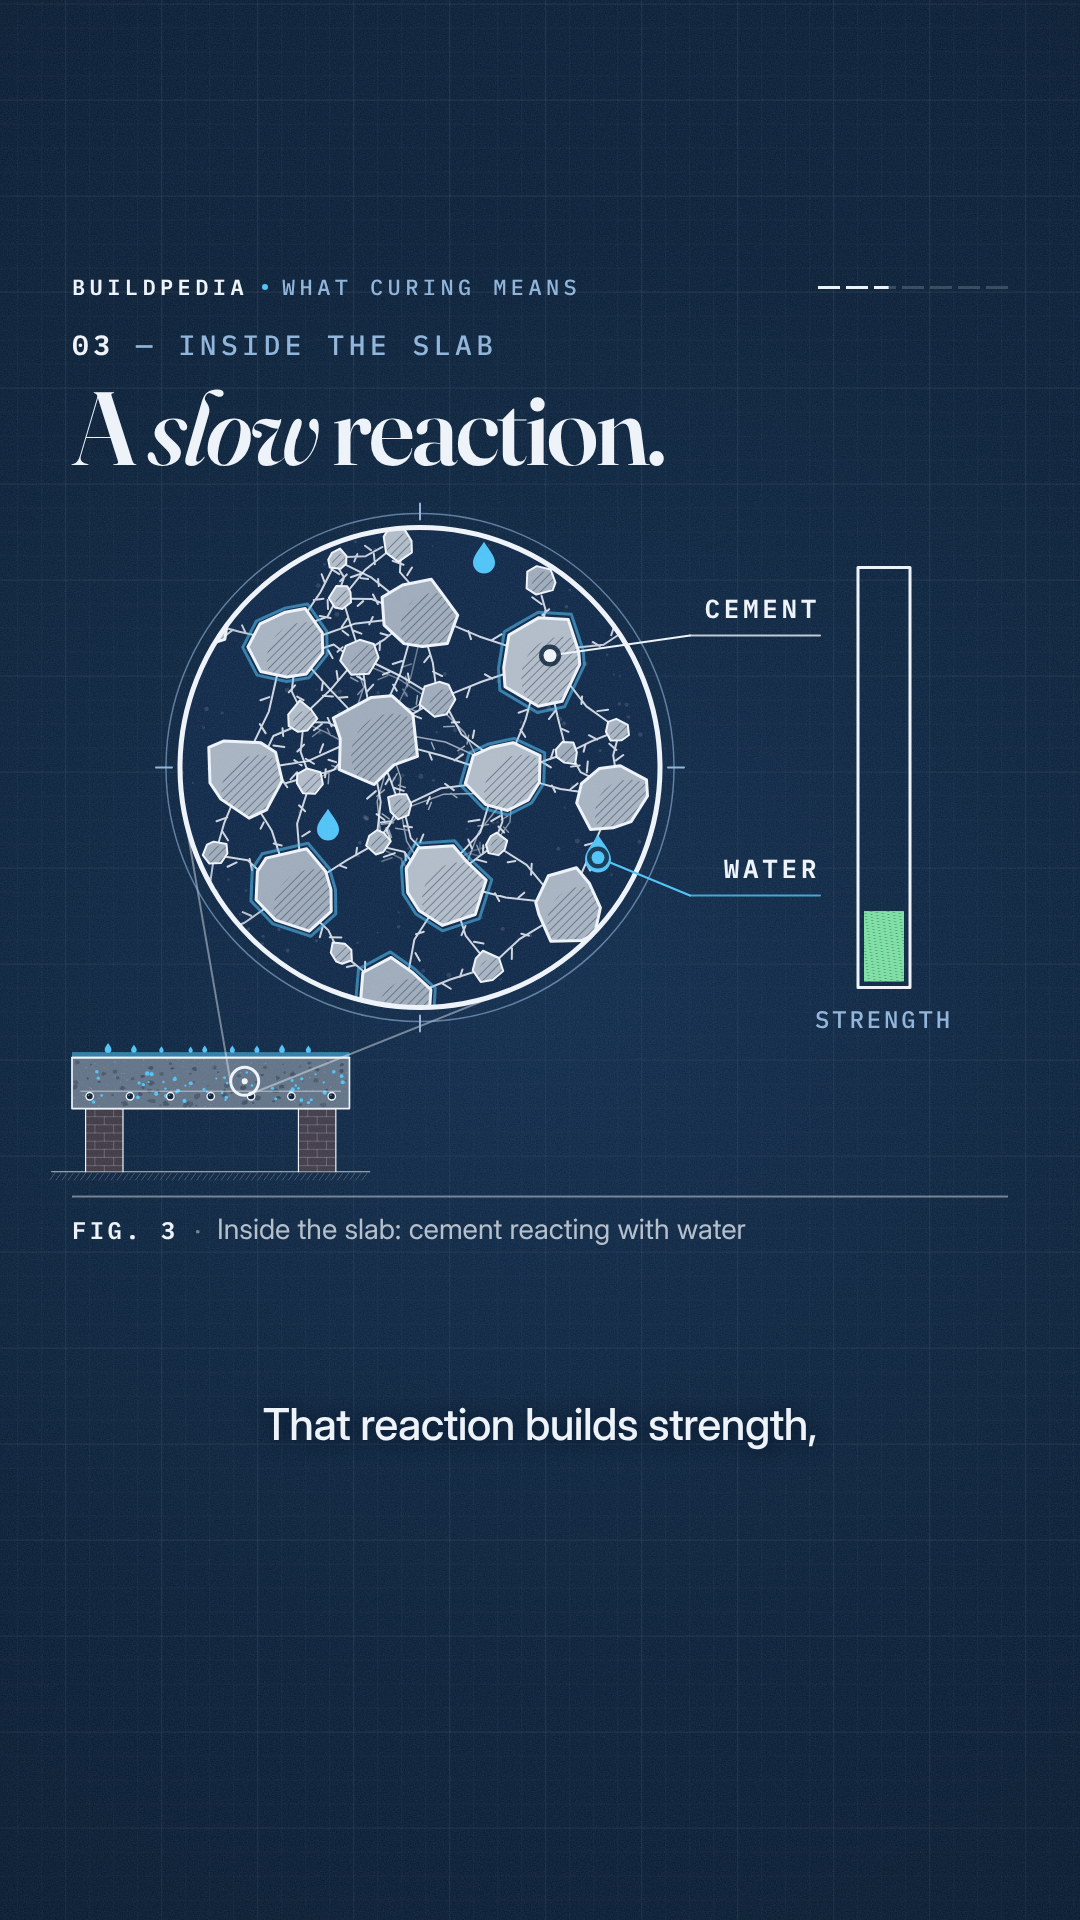 BUILDPEDIA • WHAT CURING MEANS
03 — INSIDE THE SLAB
A slow reaction.
CEMENT
WATER
STRENGTH
FIG. 3 · Inside the slab: cement reacting with water
That reaction builds strength,